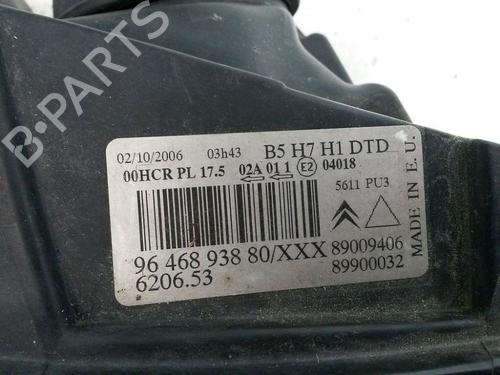 B-PARTS
02/10/2006 03h43 B5 H7 H1 DTD
00HCR PL 17.5 02A 01 1 E2 04018
5611 PU3
MADE IN E.U.
96 468 938 80/XXX 89009406
6206.53 89900032